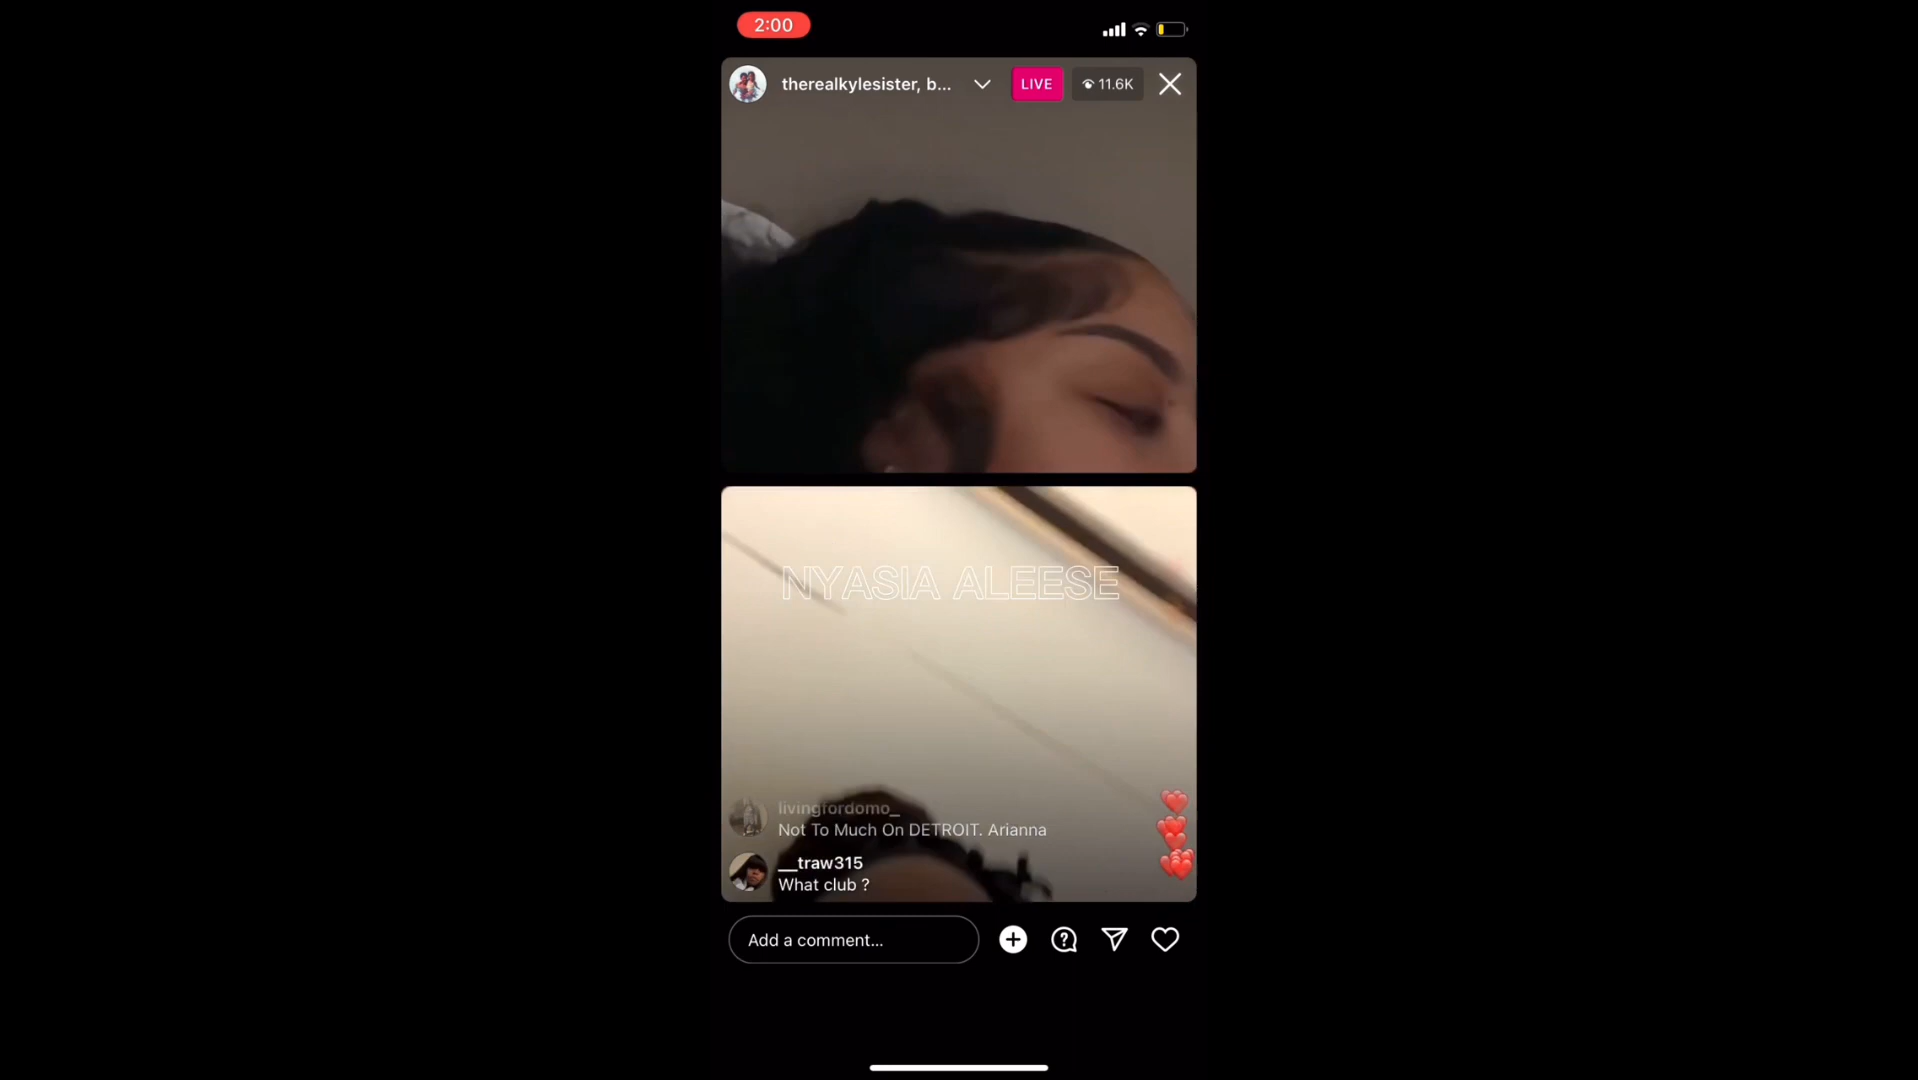 2:00
therealkylesister, b...
LIVE
11.6K
NYASIA ALEESE
livingfordomo_
Not To Much On DETROIT. Arianna
__traw315
What club ?
Add a comment...